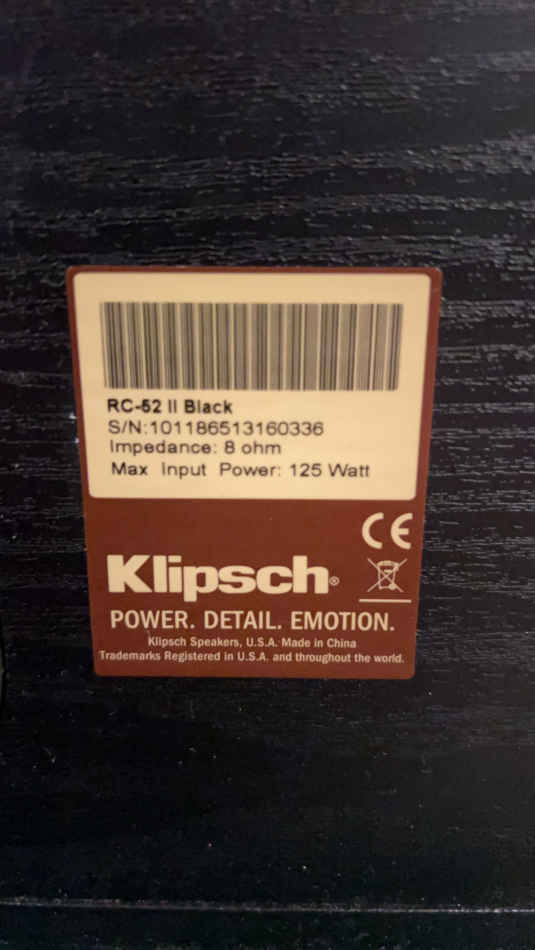 RC-52 II Black
S/N:101186513160336
Impedance: 8 ohm
Max Input Power: 125 Watt
CE
Klipsch®
POWER. DETAIL. EMOTION.
Klipsch Speakers, U.S.A. Made in China
Trademarks Registered in U.S.A. and throughout the world.